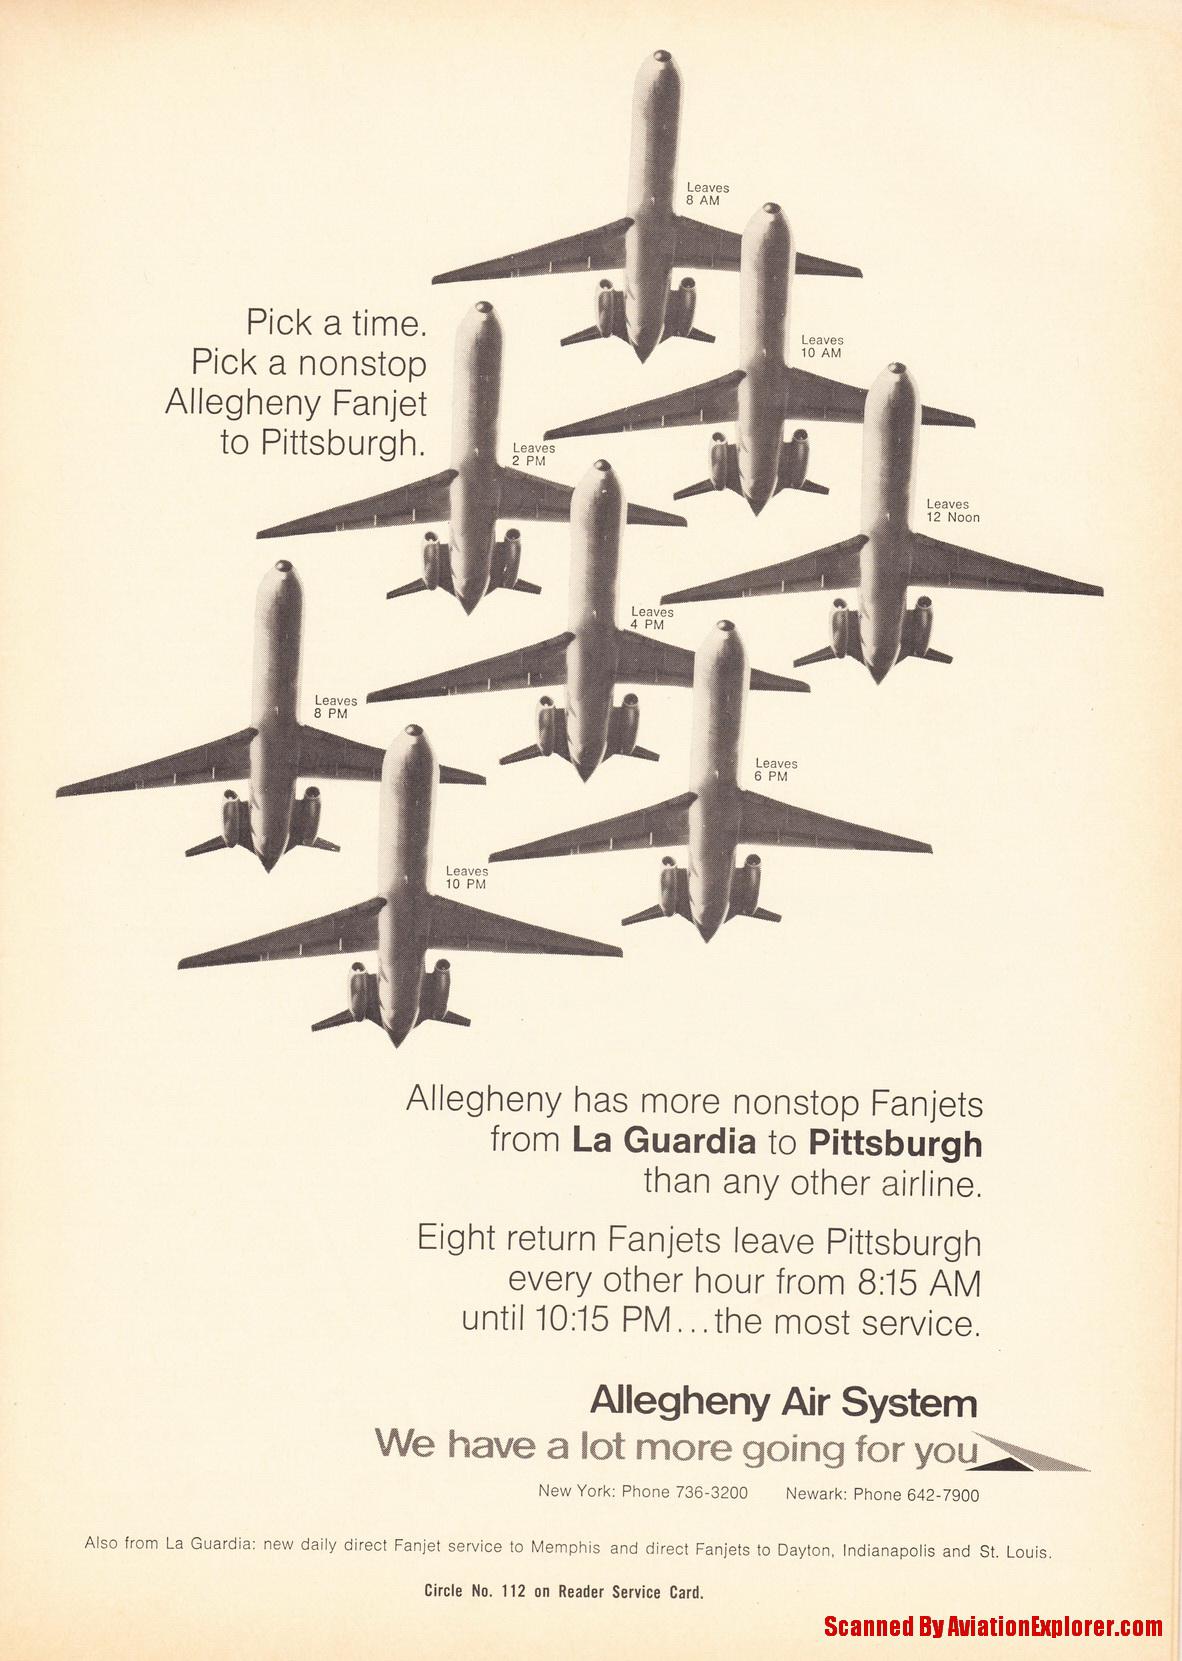 Leaves
8 AM
Pick a time.
Pick a nonstop
Allegheny Fanjet
to Pittsburgh.
Leaves
10 AM
Leaves
2 PM
Leaves
12 Noon
Leaves
4 PM
Leaves
8 PM
Leaves
6 PM
Leaves
10 PM
Allegheny has more nonstop Fanjets
from La Guardia to Pittsburgh
than any other airline.
Eight return Fanjets leave Pittsburgh
every other hour from 8:15 AM
until 10:15 PM...the most service.
Allegheny Air System
We have a lot more going for you
New York: Phone 736-3200 Newark: Phone 642-7900
Also from La Guardia: new daily direct Fanjet service to Memphis and direct Fanjets to Dayton, Indianapolis and St. Louis.
Circle No. 112 on Reader Service Card.
Scanned By AviationExplorer.com